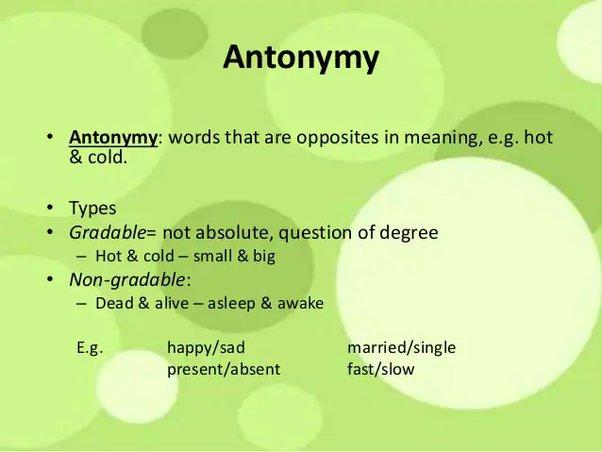 Antonymy
• Antonymy: words that are opposites in meaning, e.g. hot
& cold.
• Types
• Gradable= not absolute, question of degree
– Hot & cold – small & big
• Non-gradable:
– Dead & alive – asleep & awake
E.g. happy/sad married/single
present/absent fast/slow